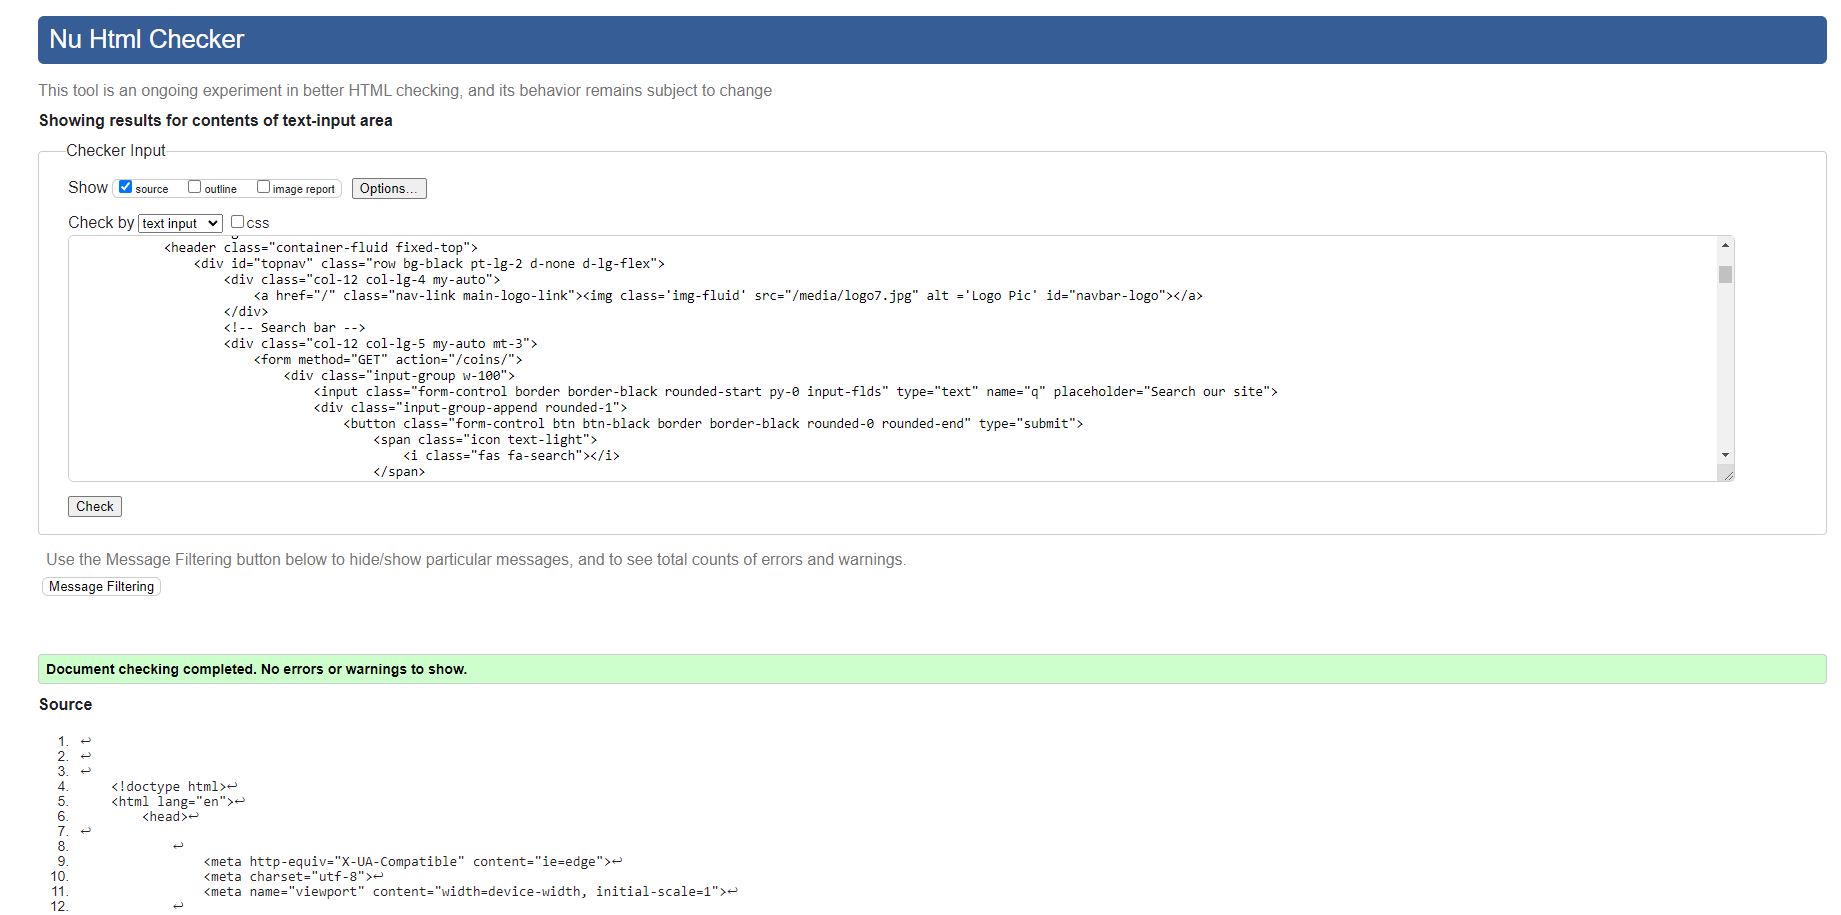 Nu Html Checker
This tool is an ongoing experiment in better HTML checking, and its behavior remains subject to change
Showing results for contents of text-input area
Checker Input
Show source outline image report Options...
Check by text input css
<header class="container-fluid fixed-top">
<div id="topnav" class="row bg-black pt-lg-2 d-none d-lg-flex">
<div class="col-12 col-lg-4 my-auto">
<a href="/" class="nav-link main-logo-link"><img class='img-fluid' src="/media/logo7.jpg" alt ='Logo Pic' id="navbar-logo"></a>
</div>
<!-- Search bar -->
<div class="col-12 col-lg-5 my-auto mt-3">
<form method="GET" action="/coins/">
<div class="input-group w-100">
<input class="form-control border border-black rounded-start py-0 input-flds" type="text" name="q" placeholder="Search our site">
<div class="input-group-append rounded-1">
<button class="form-control btn btn-black border border-black rounded-0 rounded-end" type="submit">
<span class="icon text-light">
<i class="fas fa-search"></i>
</span>
Check
Use the Message Filtering button below to hide/show particular messages, and to see total counts of errors and warnings.
Message Filtering
Document checking completed. No errors or warnings to show.
Source
1. ↩
2. ↩
3. ↩
4. <!doctype html>↩
5. <html lang="en">↩
6. <head>↩
7. ↩
8. ↩
9. <meta http-equiv="X-UA-Compatible" content="ie=edge">↩
10. <meta charset="utf-8">↩
11. <meta name="viewport" content="width=device-width, initial-scale=1">↩
12. ↩